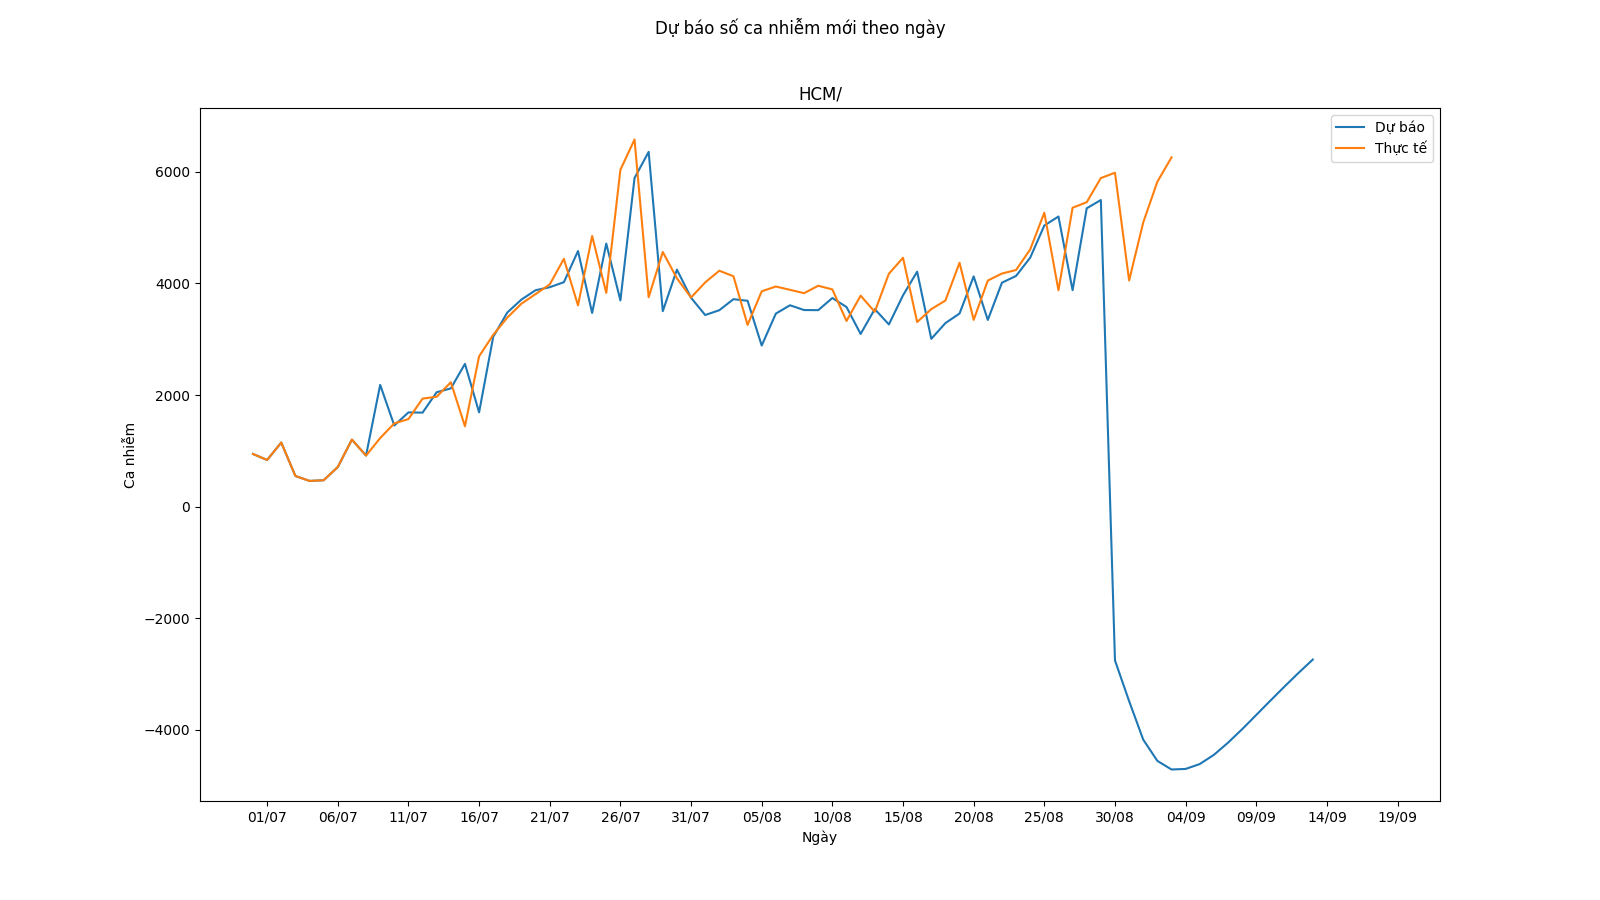 Dự báo số ca nhiễm mới theo ngày
HCM/
Dự báo
Thực tế
6000
4000
2000
0
−2000
−4000
Ca nhiễm
01/07 06/07 11/07 16/07 21/07 26/07 31/07 05/08 10/08 15/08 20/08 25/08 30/08 04/09 09/09 14/09 19/09
Ngày